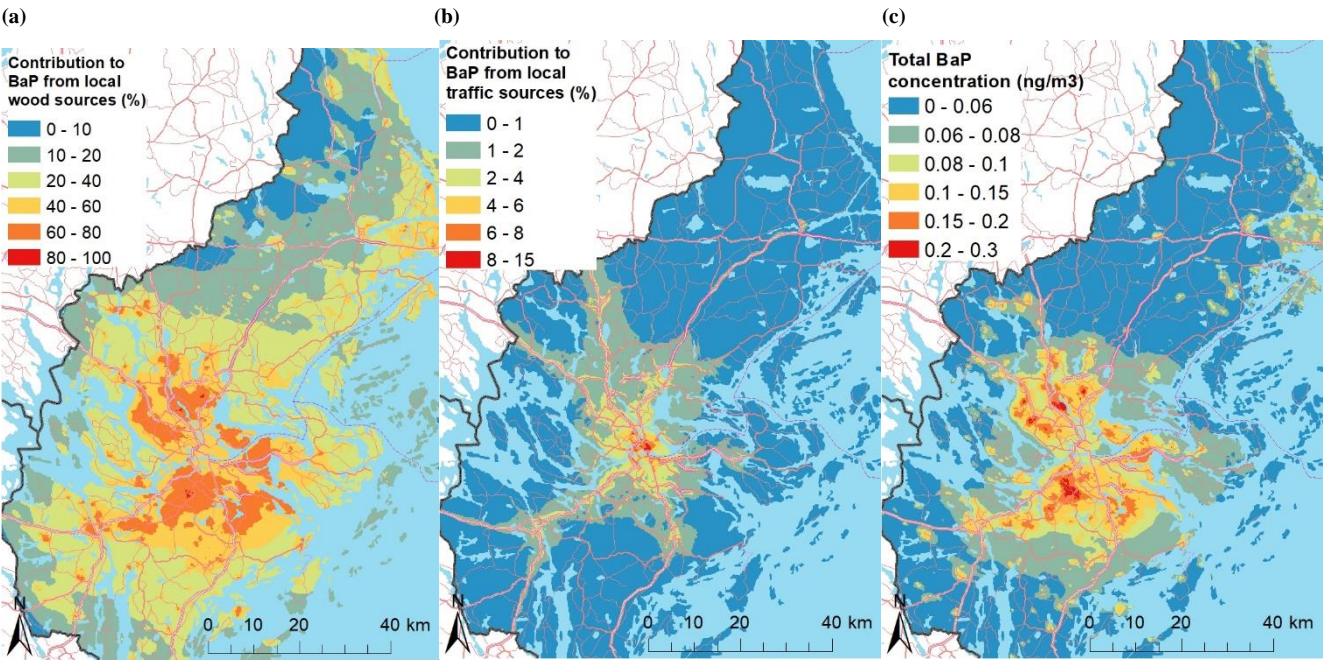 (a)
(b)
(c)
Contribution to
BaP from local
wood sources (%)
0 - 10
10 - 20
20 - 40
40 - 60
60 - 80
80 - 100
N
0 20 40 km
Contribution to
BaP from local
traffic sources (%)
0 - 1
1 - 2
2 - 4
4 - 6
6 - 8
8 - 15
N
0 10 20 40 km
Total BaP
concentration (ng/m3)
0 - 0.06
0.06 - 0.08
0.08 - 0.1
0.1 - 0.15
0.15 - 0.2
0.2 - 0.3
N
0 10 20 40 km